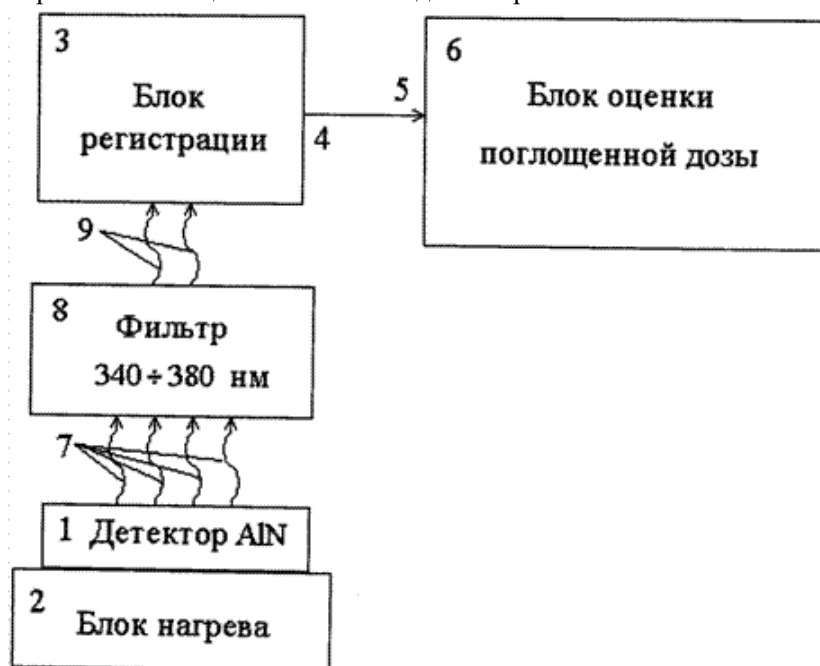 3
Блок
регистрации
4
5
6
Блок оценки
поглощенной дозы
9
8
Фильтр
340÷380 нм
7
1 Детектор AlN
2
Блок нагрева